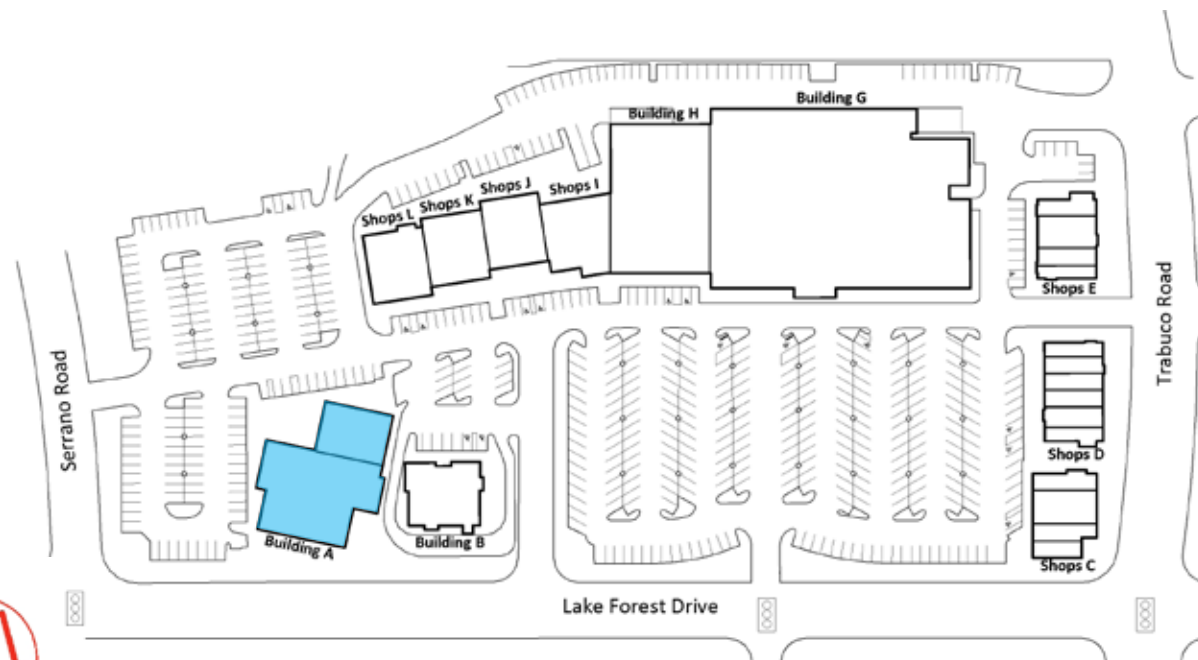 Building G
Building H
Shops J
Shops I
Shops K
Shops L
Shops E
Serrano Road
Trabuco Road
Shops D
Building A
Building B
Shops C
Lake Forest Drive